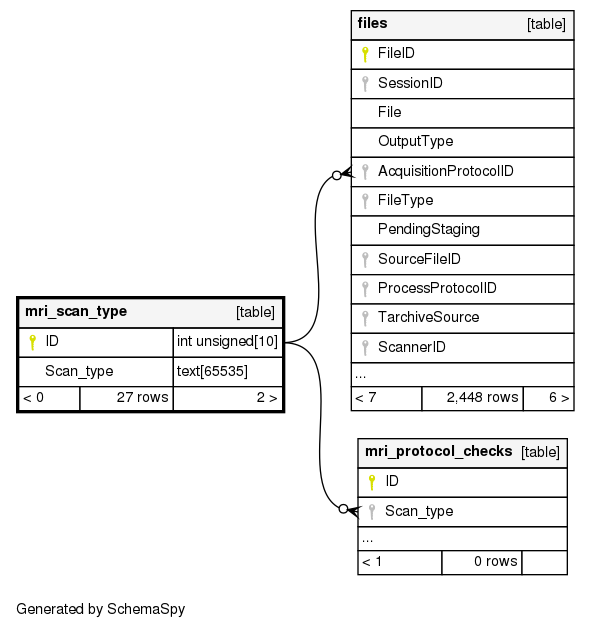 files [table]
FileID
SessionID
File
OutputType
AcquisitionProtocolID
FileType
PendingStaging
SourceFileID
ProcessProtocolID
TarchiveSource
ScannerID
...
< 7 2,448 rows 6 >
mri_scan_type [table]
ID int unsigned[10]
Scan_type text[65535]
< 0 27 rows 2 >
mri_protocol_checks [table]
ID
Scan_type
...
< 1 0 rows
Generated by SchemaSpy